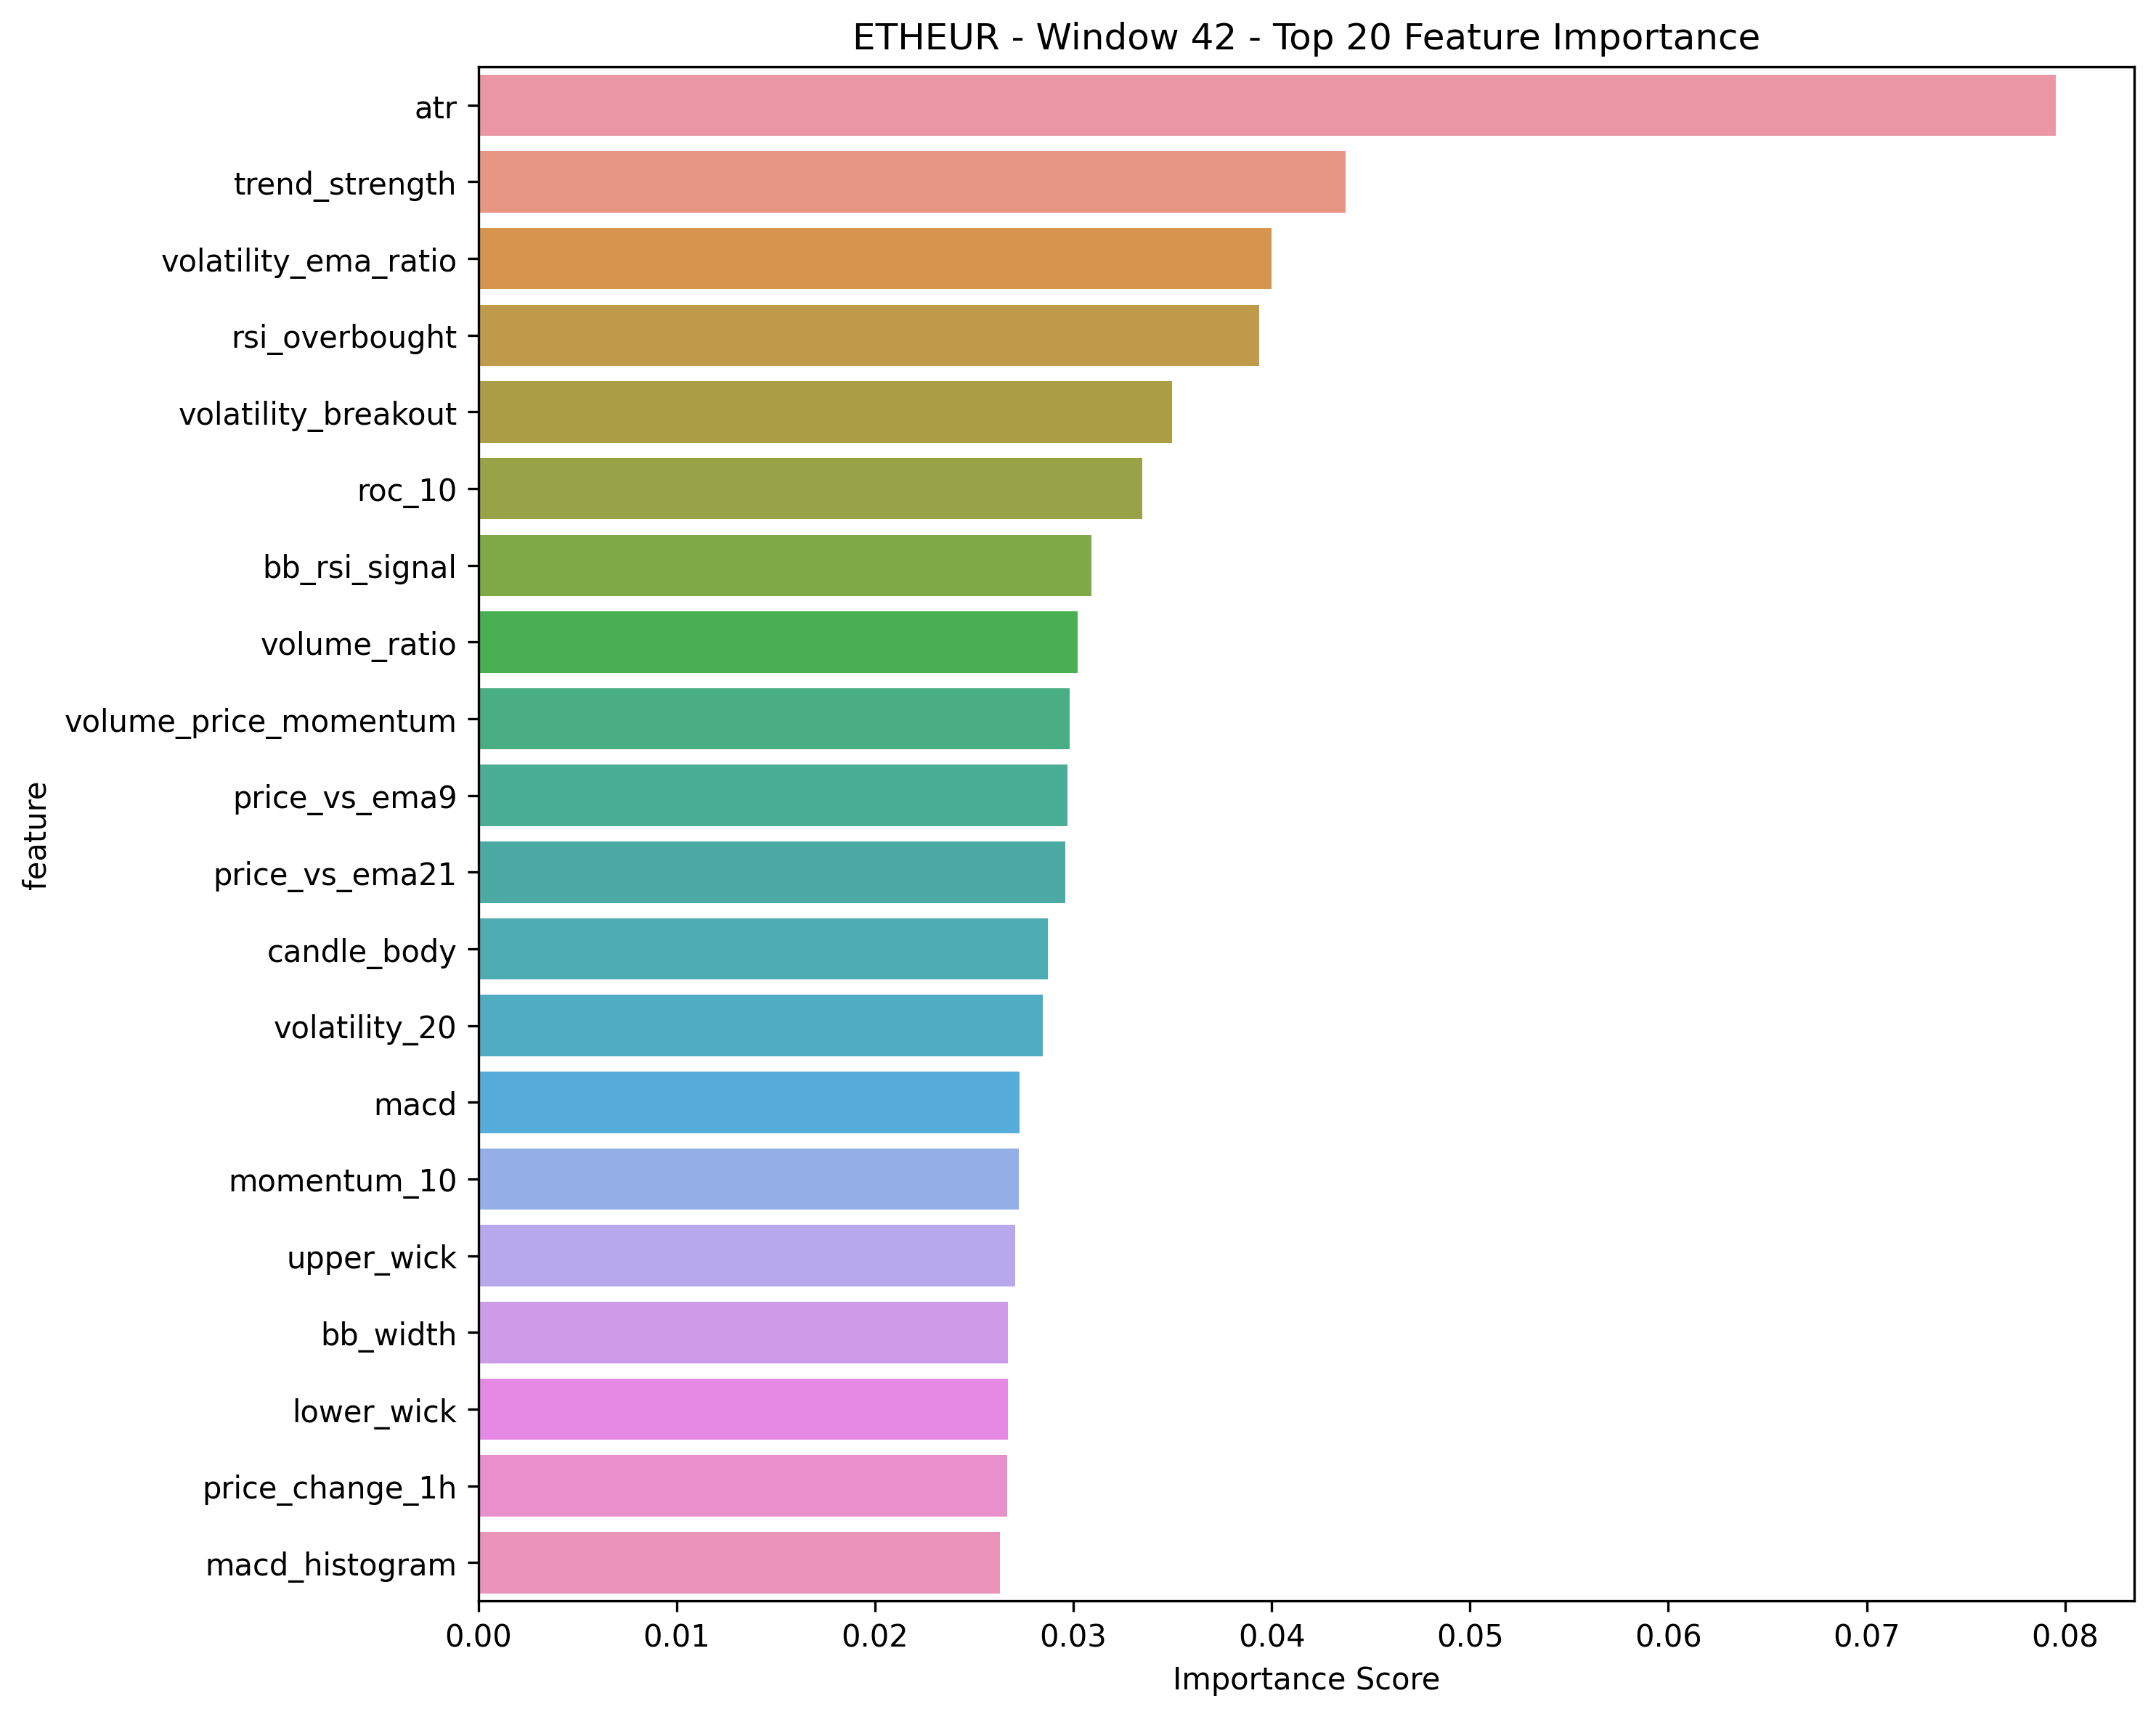 ETHEUR - Window 42 - Top 20 Feature Importance
atr
trend_strength
volatility_ema_ratio
rsi_overbought
volatility_breakout
roc_10
bb_rsi_signal
volume_ratio
volume_price_momentum
price_vs_ema9
price_vs_ema21
candle_body
volatility_20
macd
momentum_10
upper_wick
bb_width
lower_wick
price_change_1h
macd_histogram
feature
0.00 0.01 0.02 0.03 0.04 0.05 0.06 0.07 0.08
Importance Score